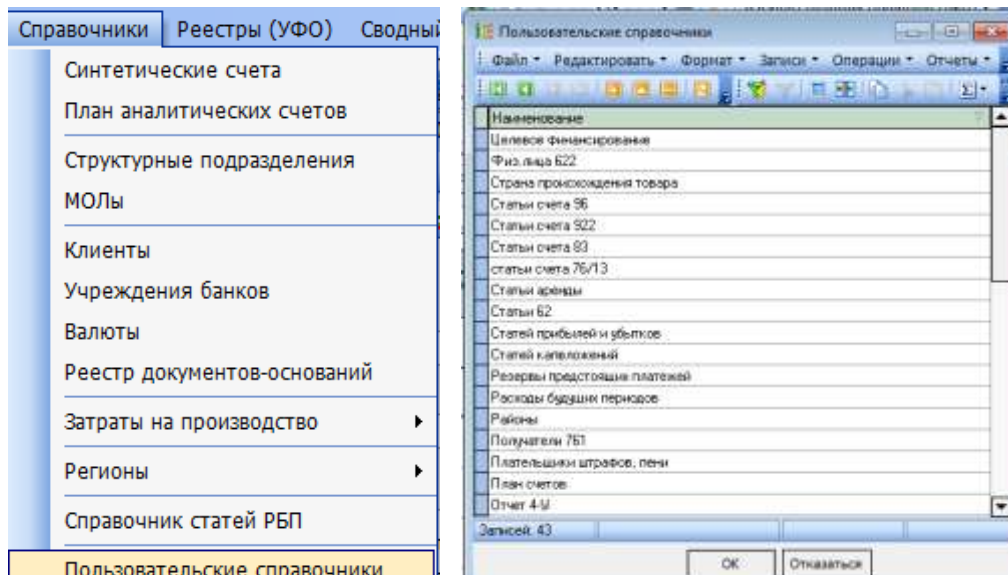 Справочники Реестры (УФО) Сводный
Синтетические счета
План аналитических счетов
Структурные подразделения
МОЛы
Клиенты
Учреждения банков
Валюты
Реестр документов-оснований
Затраты на производство
Регионы
Справочник статей РБП
Пользовательские справочники
Пользовательские справочники
Файл Редактировать Формат Записи Операции Отчеты
Наименование
Целевое финансирование
Физ.лица 622
Страна происхождения товара
Статьи счета 96
Статьи счета 922
Статьи счета 83
статьи счета 76/13
Статьи аренды
Статьи 62
Статей прибылей и убытков
Статей капвложений
Резервы предстоящих платежей
Расходы будущих периодов
Районы
Получатели 761
Плательщики штрафов, пени
План счетов
Отчет 4-У
Записей: 43
ОК Отказаться